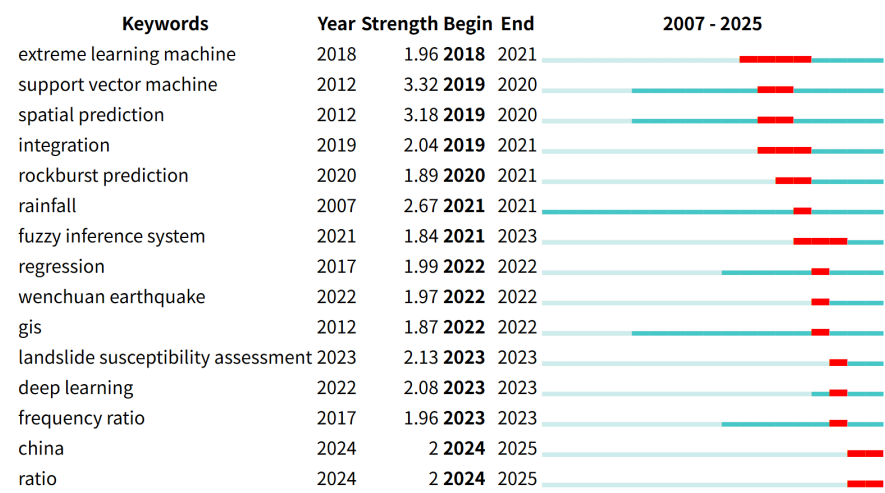 Keywords Year Strength Begin End 2007 - 2025
extreme learning machine 2018 1.96 2018 2021
support vector machine 2012 3.32 2019 2020
spatial prediction 2012 3.18 2019 2020
integration 2019 2.04 2019 2021
rockburst prediction 2020 1.89 2020 2021
rainfall 2007 2.67 2021 2021
fuzzy inference system 2021 1.84 2021 2023
regression 2017 1.99 2022 2022
wenchuan earthquake 2022 1.97 2022 2022
gis 2012 1.87 2022 2022
landslide susceptibility assessment 2023 2.13 2023 2023
deep learning 2022 2.08 2023 2023
frequency ratio 2017 1.96 2023 2023
china 2024 2 2024 2025
ratio 2024 2 2024 2025